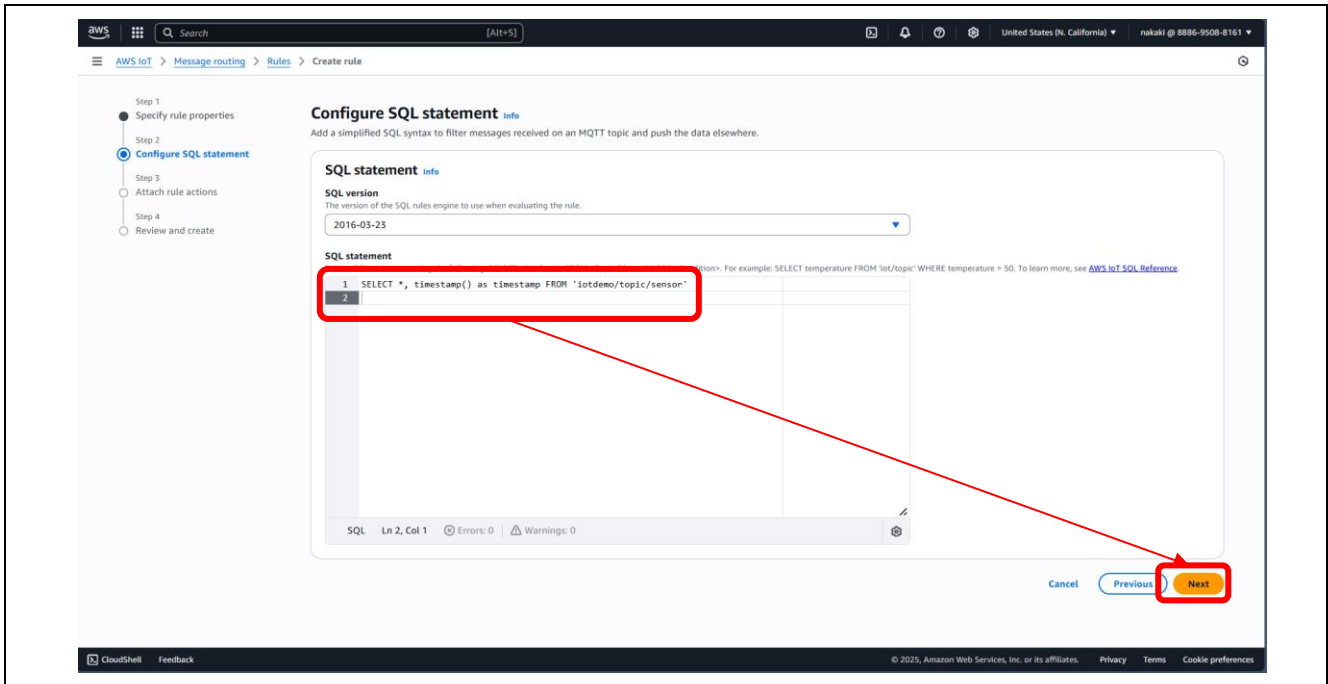 aws
Search
[Alt+S]
United States (N. California)
nakaki @ 8886-9508-8161
AWS IoT > Message routing > Rules > Create rule
Step 1
Specify rule properties
Step 2
Configure SQL statement
Step 3
Attach rule actions
Step 4
Review and create
Configure SQL statement Info
Add a simplified SQL syntax to filter messages received on an MQTT topic and push the data elsewhere.
SQL statement Info
SQL version
The version of the SQL rules engine to use when evaluating the rule.
2016-03-23
SQL statement
For example: SELECT temperature FROM 'iot/topic' WHERE temperature > 50. To learn more, see AWS IoT SQL Reference.
1 SELECT *, timestamp() as timestamp FROM 'iotdemo/topic/sensor'
2
SQL Ln 2, Col 1 Errors: 0 Warnings: 0
Cancel Previous Next
CloudShell Feedback
© 2025, Amazon Web Services, Inc. or its affiliates. Privacy Terms Cookie preferences